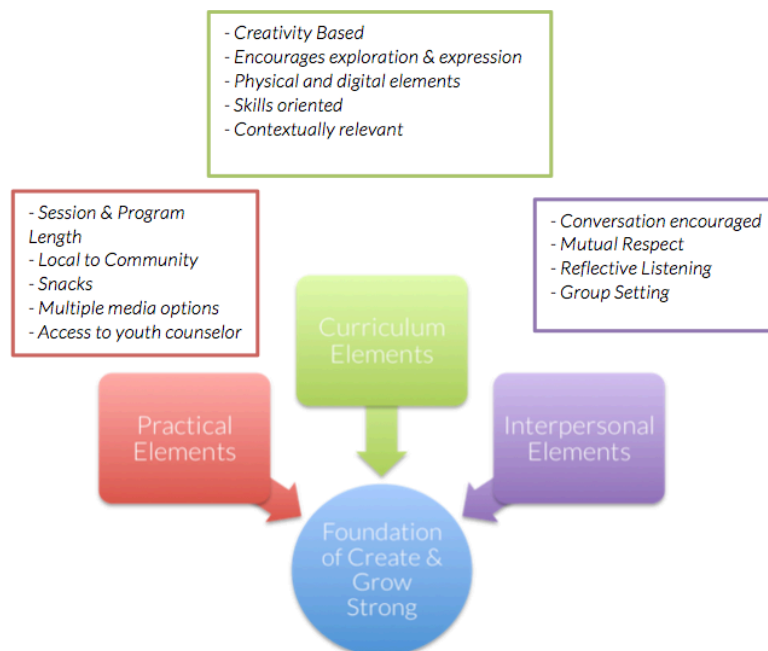 - Creativity Based
- Encourages exploration & expression
- Physical and digital elements
- Skills oriented
- Contextually relevant
- Session & Program
Length
- Local to Community
- Snacks
- Multiple media options
- Access to youth counselor
- Conversation encouraged
- Mutual Respect
- Reflective Listening
- Group Setting
Curriculum
Elements
Practical
Elements
Interpersonal
Elements
Foundation
of Create &
Grow
Strong